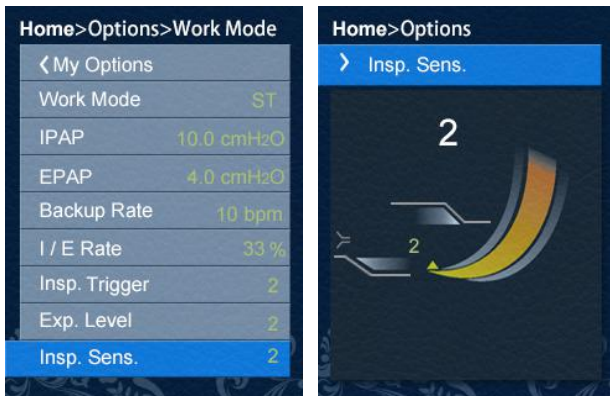 Home>Options>Work Mode
‹ My Options
Work Mode ST
IPAP 10.0 cmH2O
EPAP 4.0 cmH2O
Backup Rate 10 bpm
I / E Rate 33 %
Insp. Trigger 2
Exp. Level 2
Insp. Sens. 2
Home>Options
› Insp. Sens.
2
2